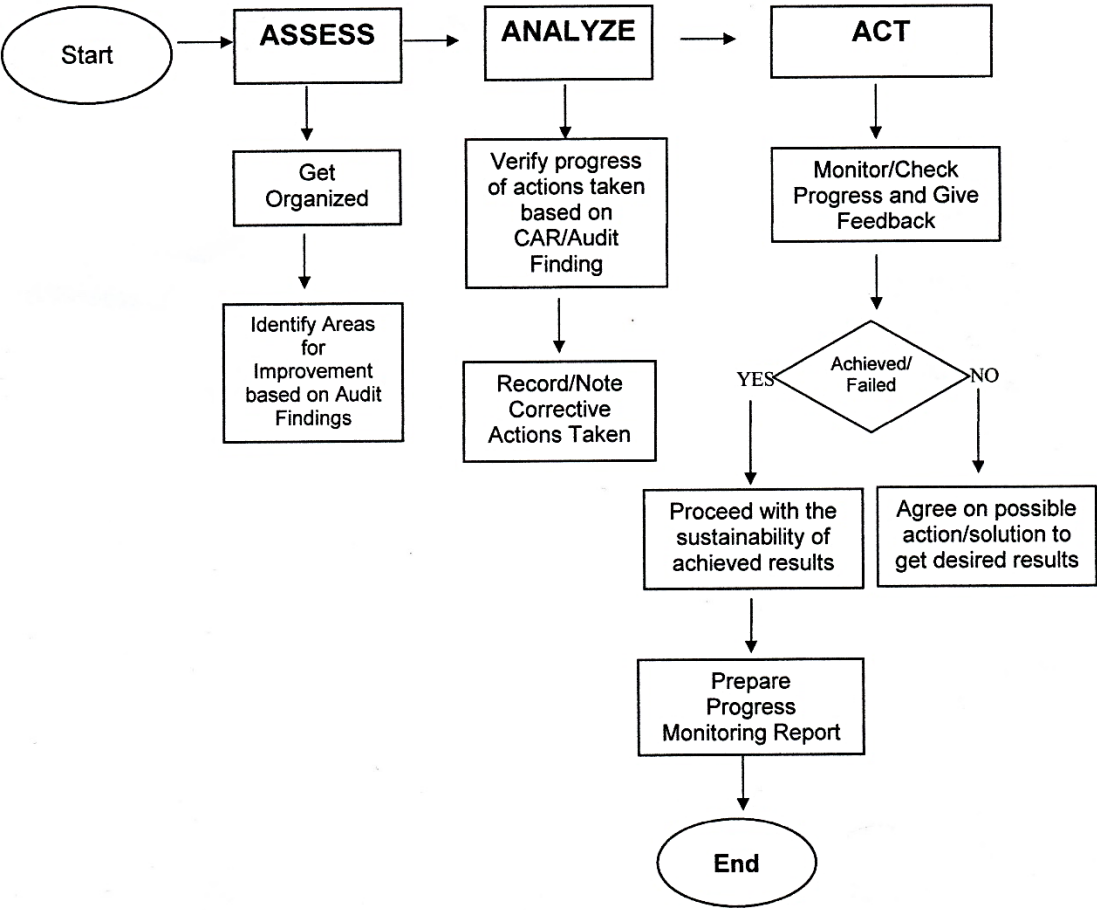 Start
ASSESS
ANALYZE
ACT
Get
Organized
Identify Areas
for
Improvement
based on Audit
Findings
Verify progress
of actions taken
based on
CAR/Audit
Finding
Record/Note
Corrective
Actions Taken
Monitor/Check
Progress and Give
Feedback
Achieved/
Failed
YES
NO
Proceed with the
sustainability of
achieved results
Agree on possible
action/solution to
get desired results
Prepare
Progress
Monitoring Report
End